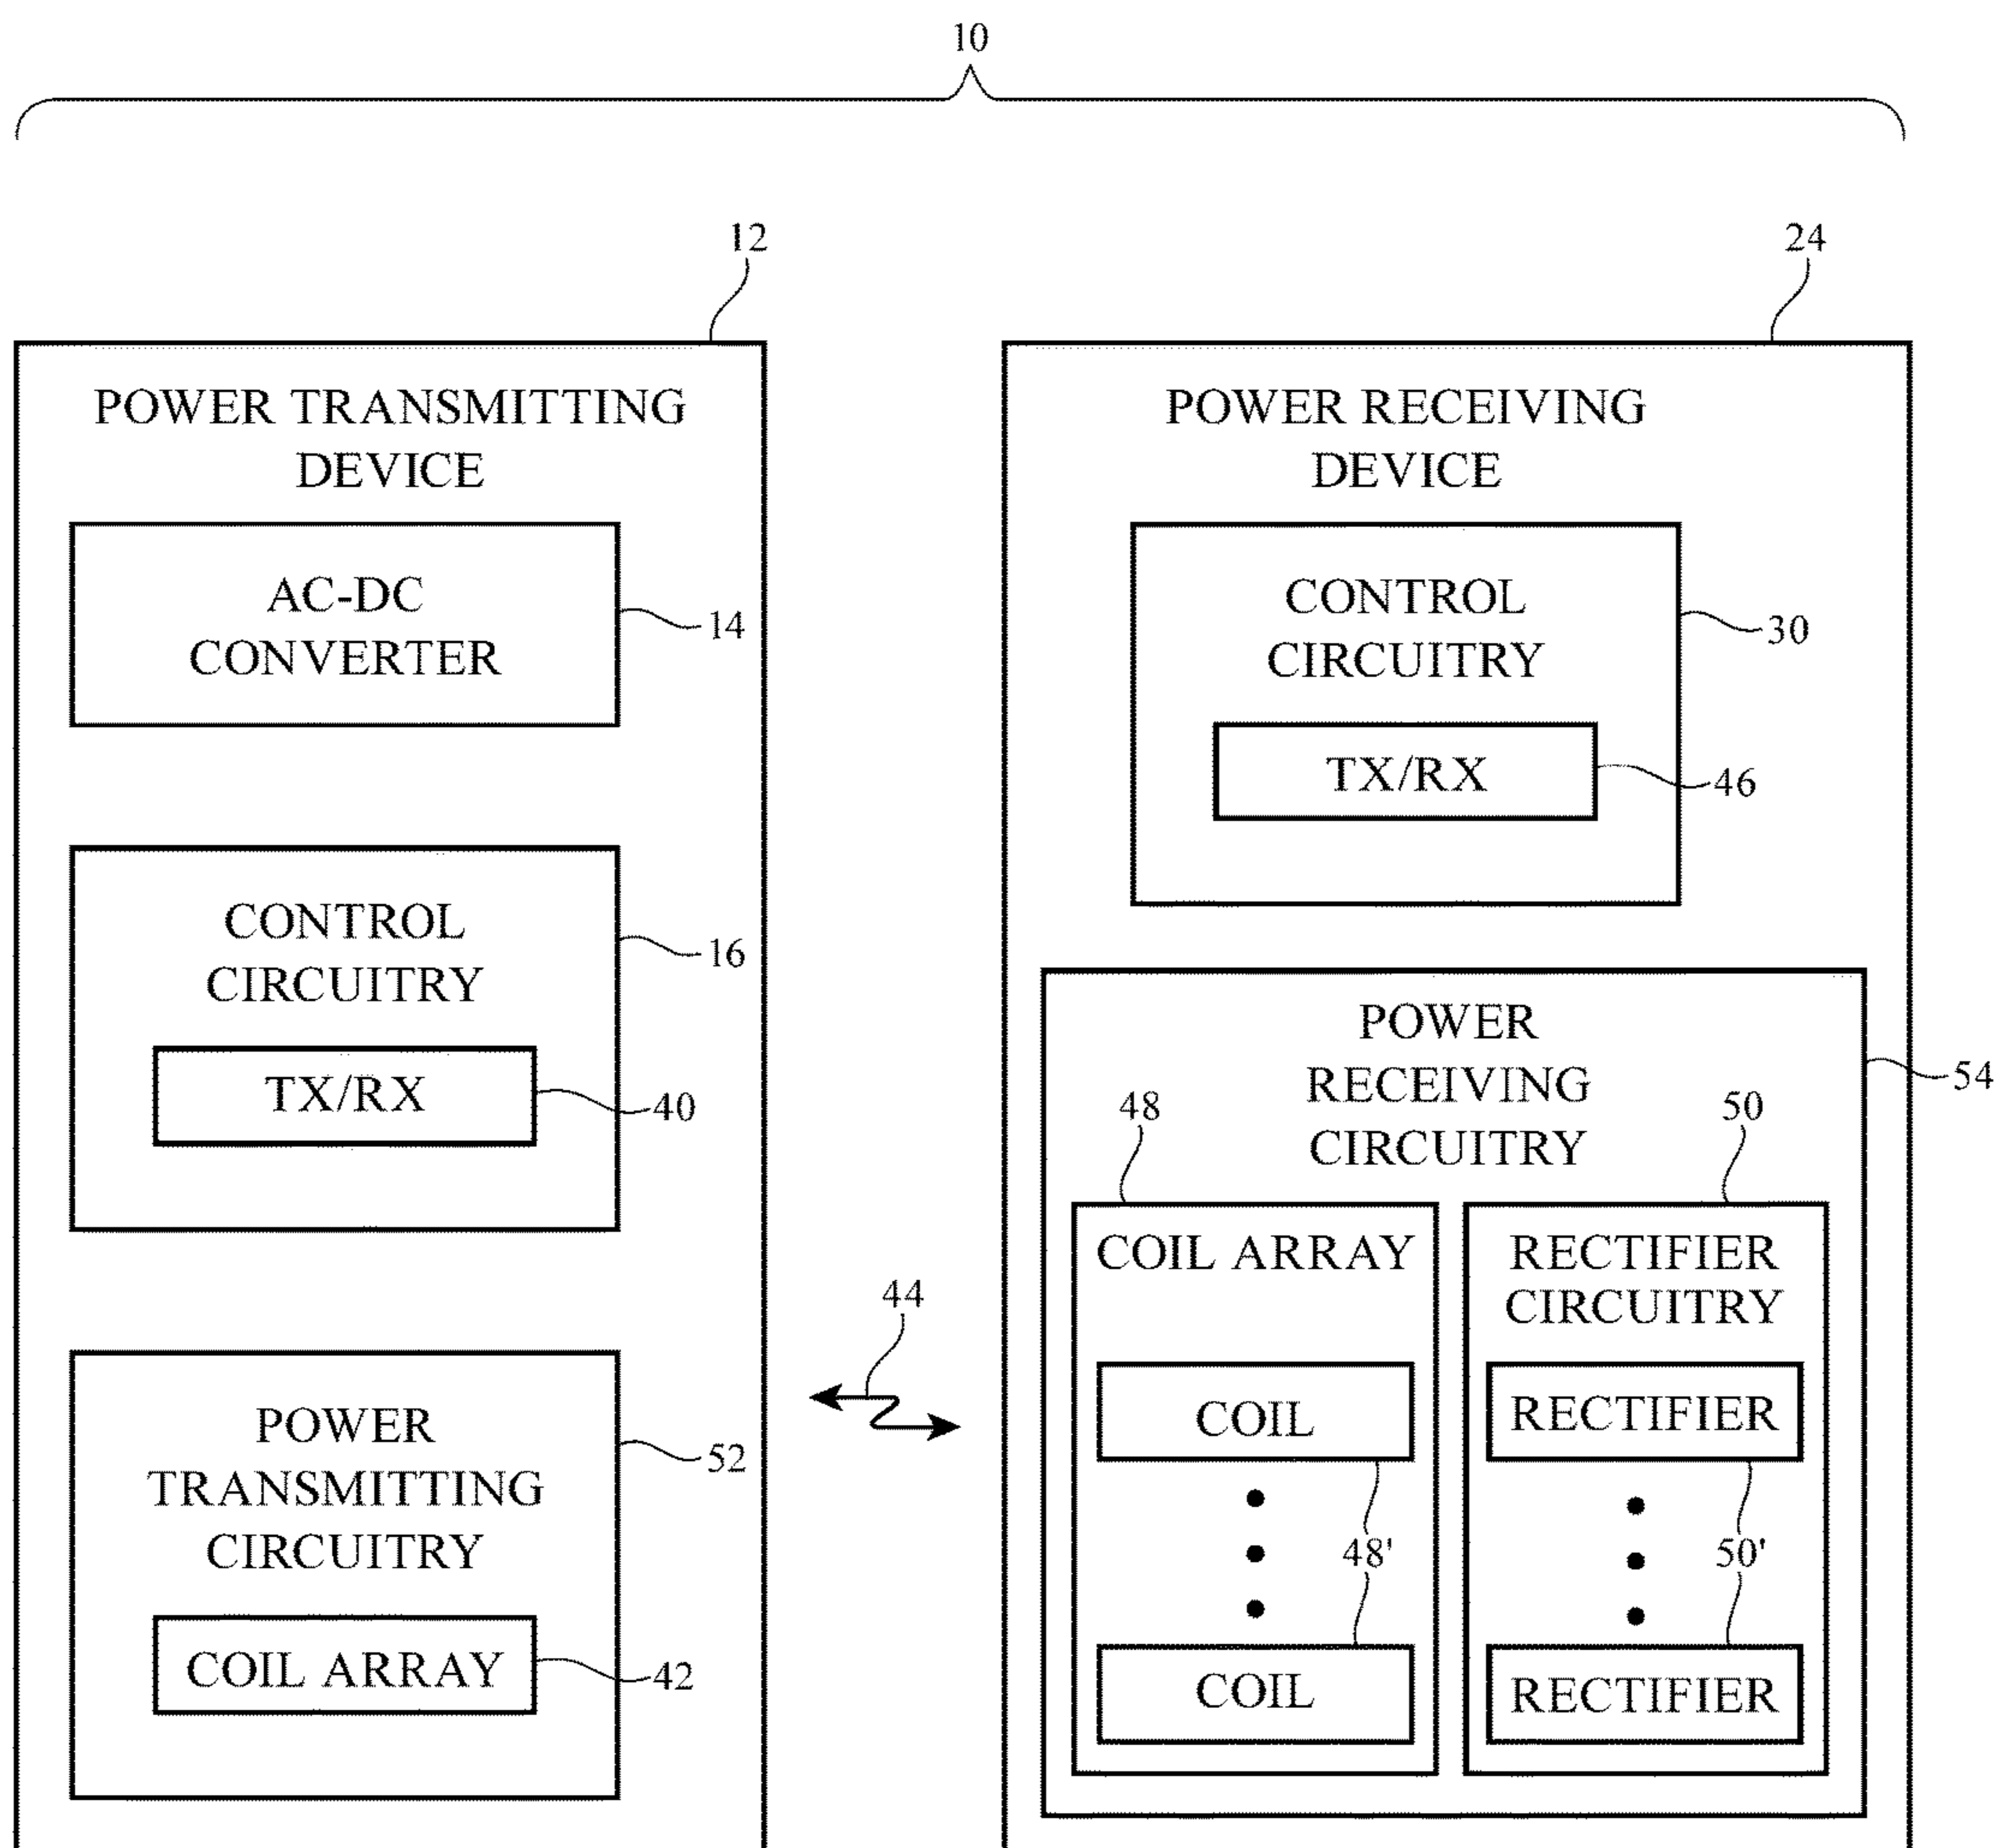 10
12
24
POWER TRANSMITTING
DEVICE
AC-DC
CONVERTER
14
CONTROL
CIRCUITRY
16
TX/RX
40
POWER
TRANSMITTING
CIRCUITRY
52
COIL ARRAY
42
44
POWER RECEIVING
DEVICE
CONTROL
CIRCUITRY
30
TX/RX
46
POWER
RECEIVING
CIRCUITRY
54
48
50
COIL ARRAY
COIL
48'
COIL
RECTIFIER
CIRCUITRY
RECTIFIER
50'
RECTIFIER